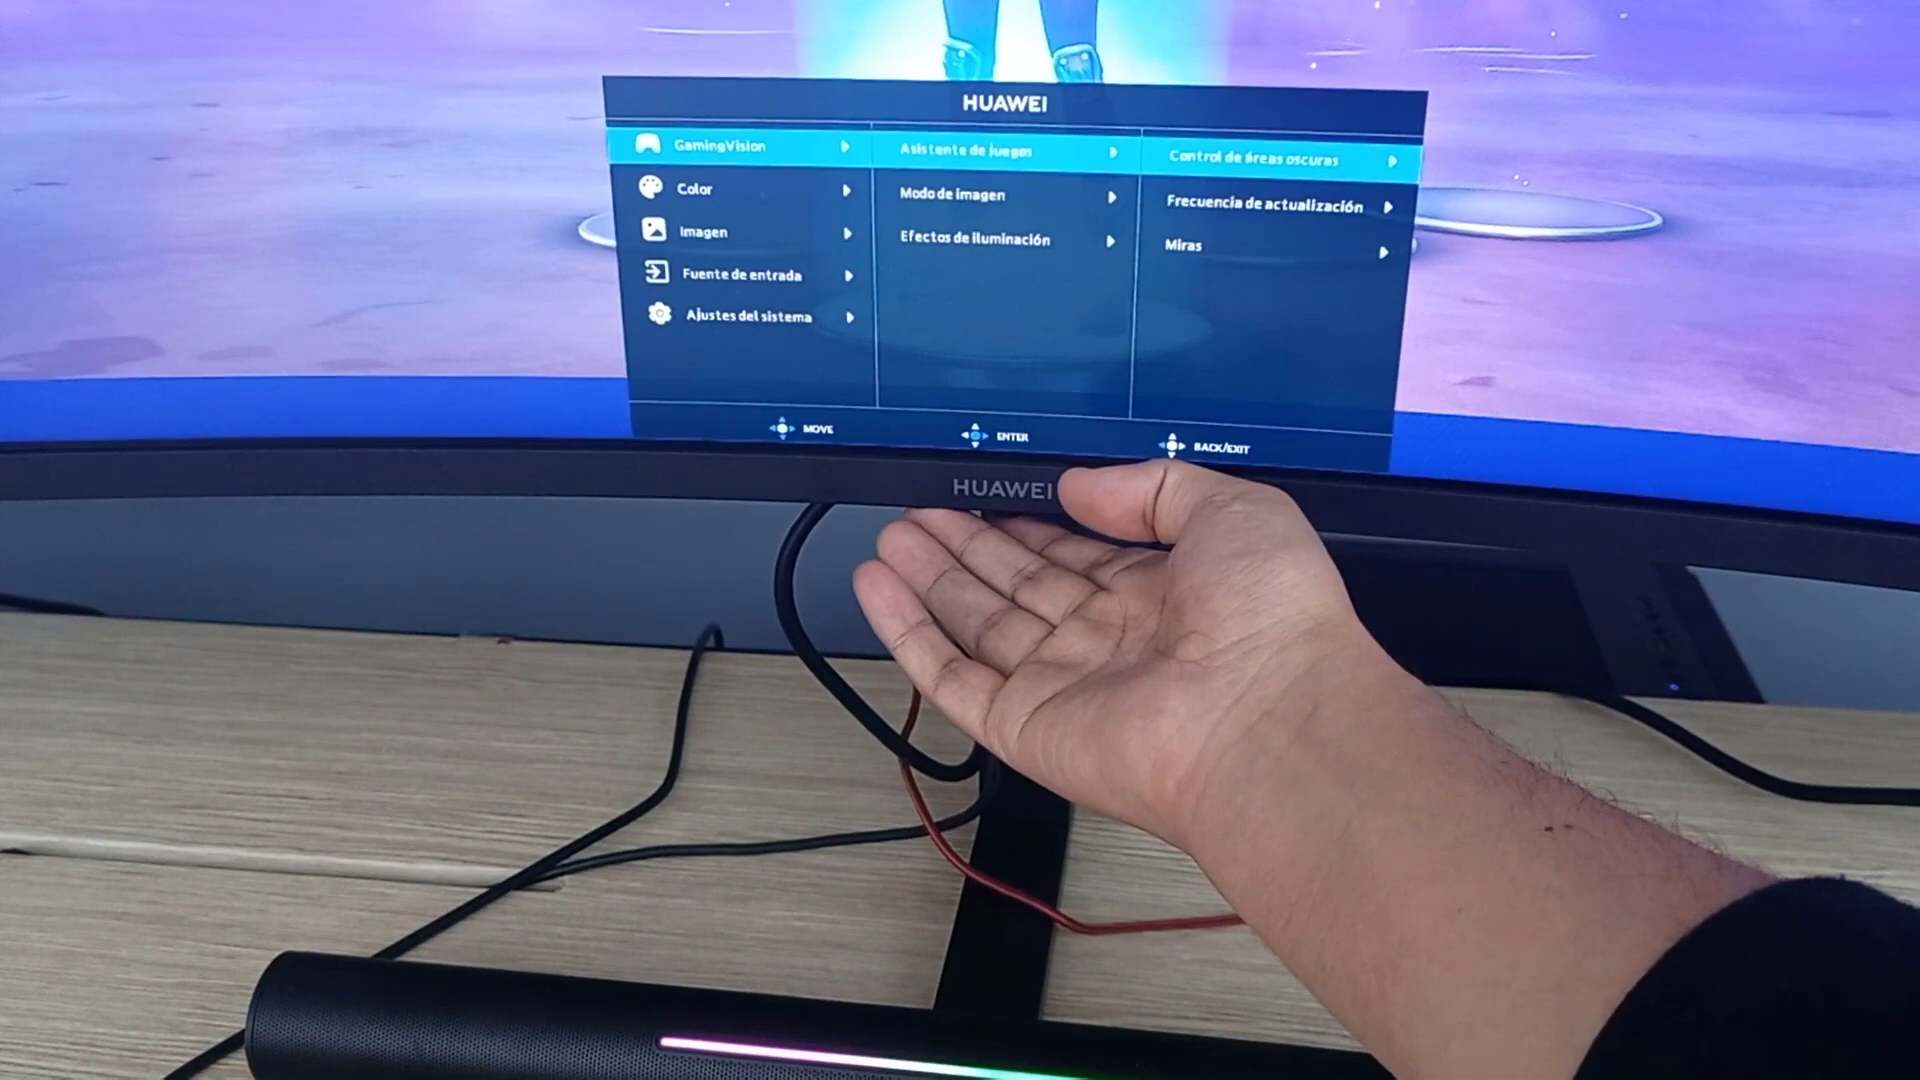 HUAWEI
GamingVision
Color
Imagen
Fuente de entrada
Ajustes del sistema
Asistente de juegos
Modo de imagen
Efectos de iluminación
Control de áreas oscuras
Frecuencia de actualización
Miras
MOVE
ENTER
BACK/EXIT
HUAWEI